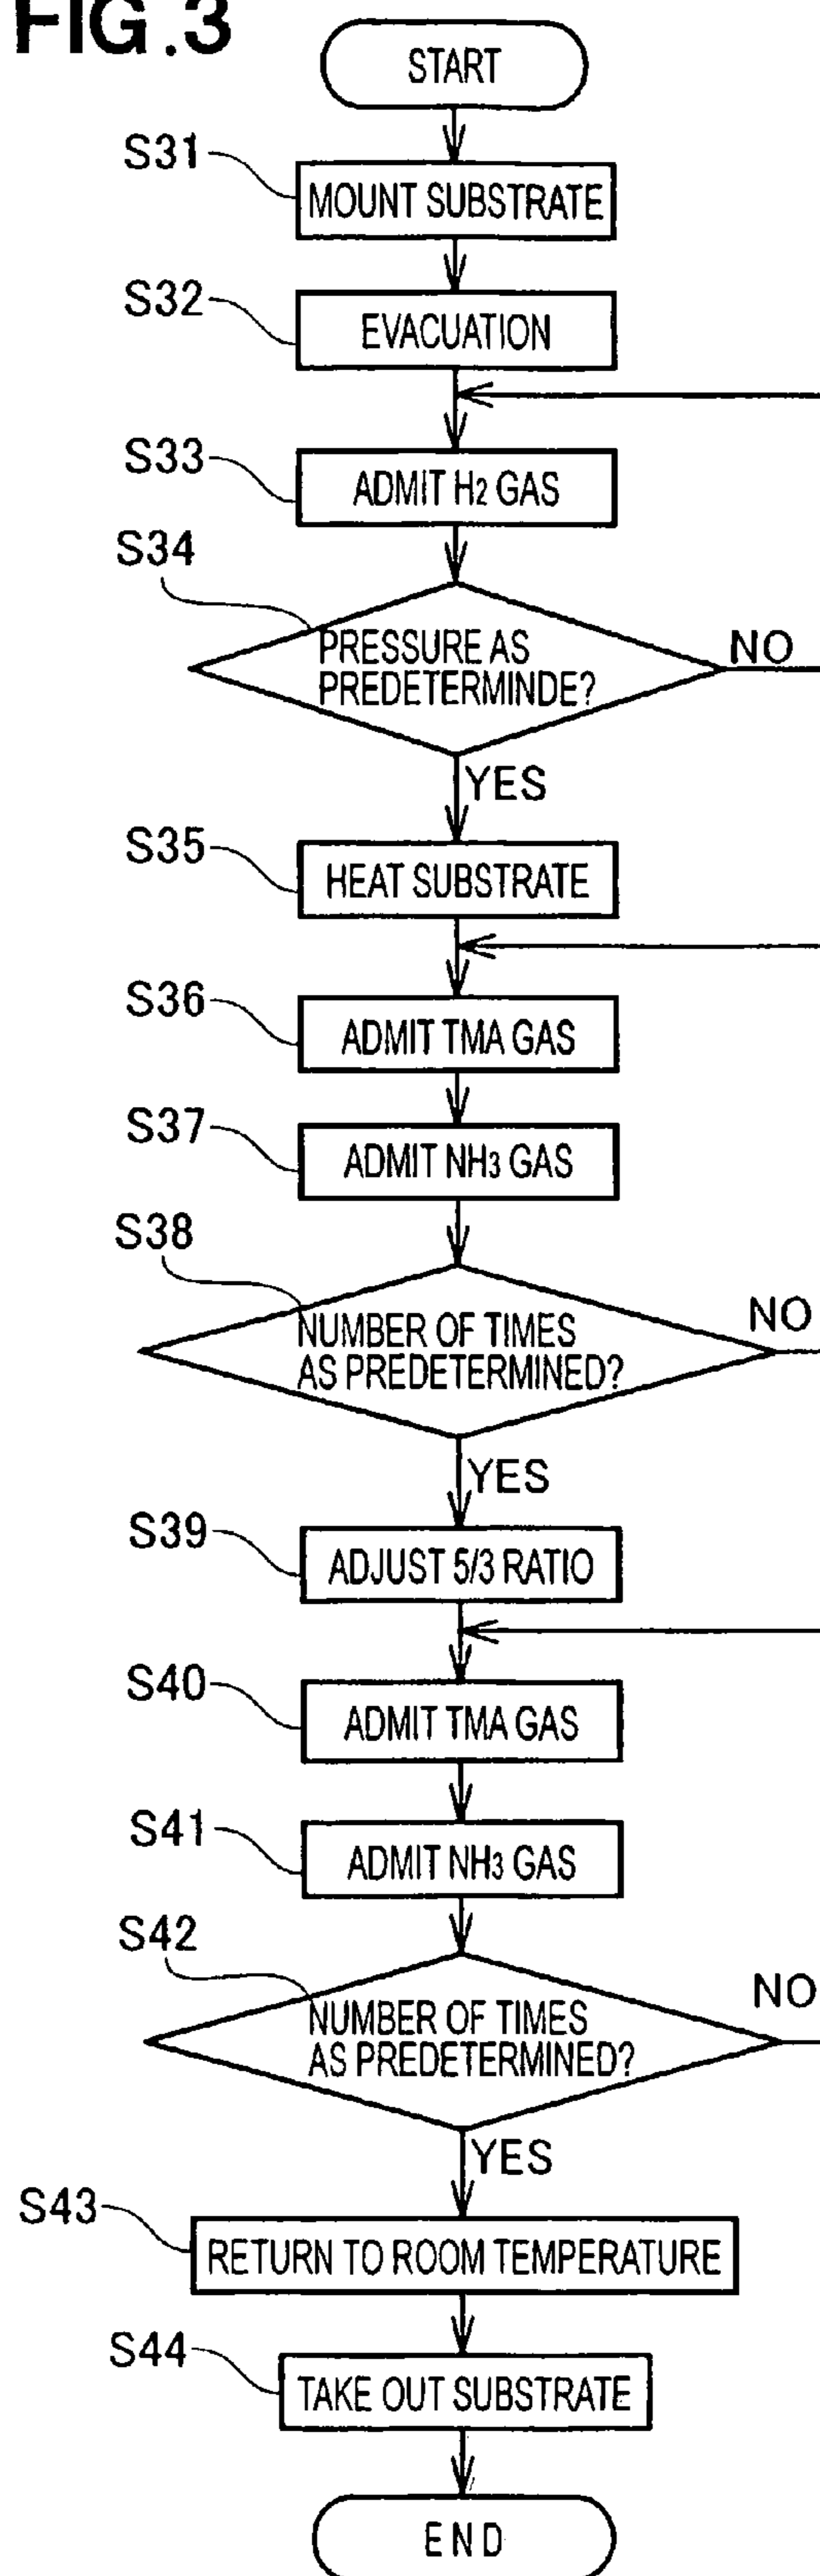 FIG.3
START
S31
MOUNT SUBSTRATE
S32
EVACUATION
S33
ADMIT H2 GAS
S34
PRESSURE AS
PREDETERMINDE?
NO
YES
S35
HEAT SUBSTRATE
S36
ADMIT TMA GAS
S37
ADMIT NH3 GAS
S38
NUMBER OF TIMES
AS PREDETERMINED?
NO
YES
S39
ADJUST 5/3 RATIO
S40
ADMIT TMA GAS
S41
ADMIT NH3 GAS
S42
NUMBER OF TIMES
AS PREDETERMINED?
NO
YES
S43
RETURN TO ROOM TEMPERATURE
S44
TAKE OUT SUBSTRATE
END